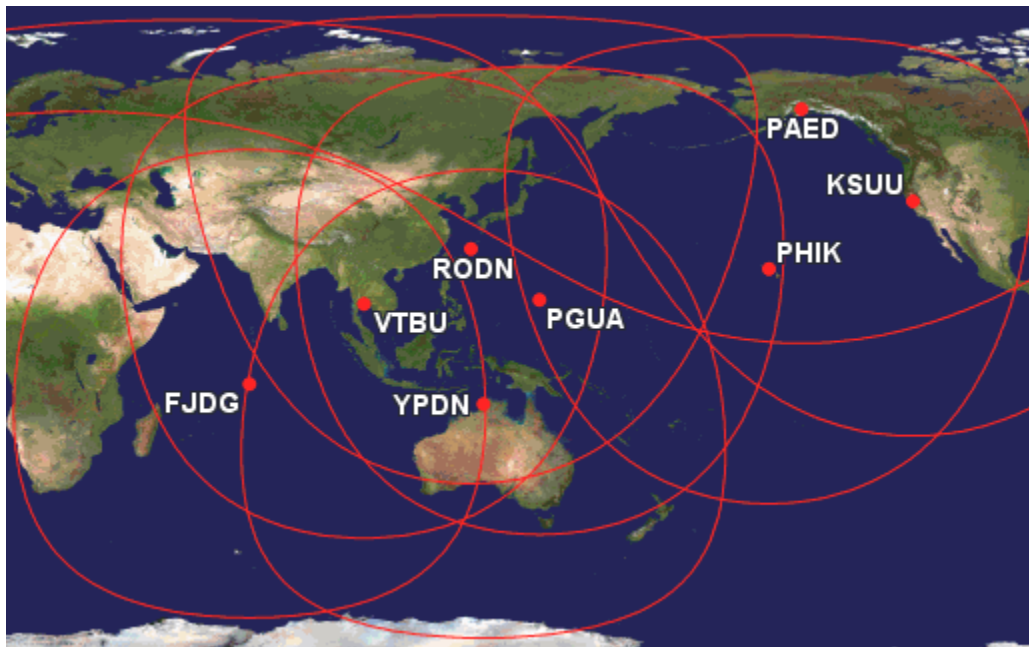 PAED
KSUU
RODN
PHIK
VTBU
PGUA
FJDG
YPDN